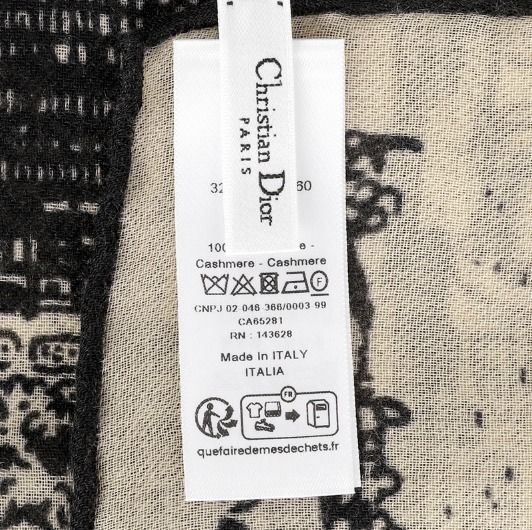 Christian Dior
PARIS
32 60
100 e -
Cashmere - Cashmere
F
CNPJ 02 046 366/0003 99
CA65281
RN : 143628
Made In ITALY
ITALIA
FR
quefairedemesdechets.fr